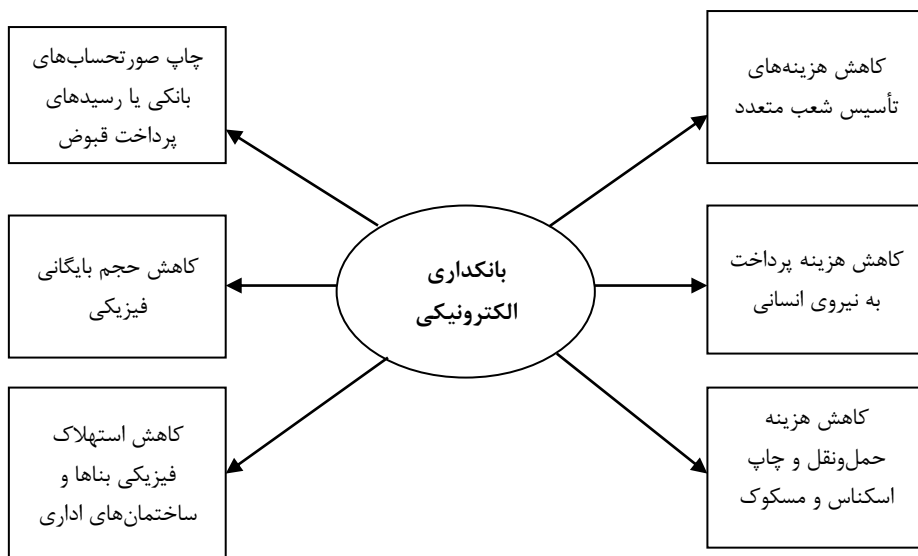 کاهش هزینه‌های
تأسیس شعب متعدد
چاپ صورتحساب‌های
بانکی یا رسیدهای
پرداخت قبوض
بانکداری
الکترونیکی
کاهش هزینه پرداخت
به نیروی انسانی
کاهش حجم بایگانی
فیزیکی
کاهش هزینه
حمل‌ونقل و چاپ
اسکناس و مسکوک
کاهش استهلاک
فیزیکی بناها و
ساختمان‌های اداری